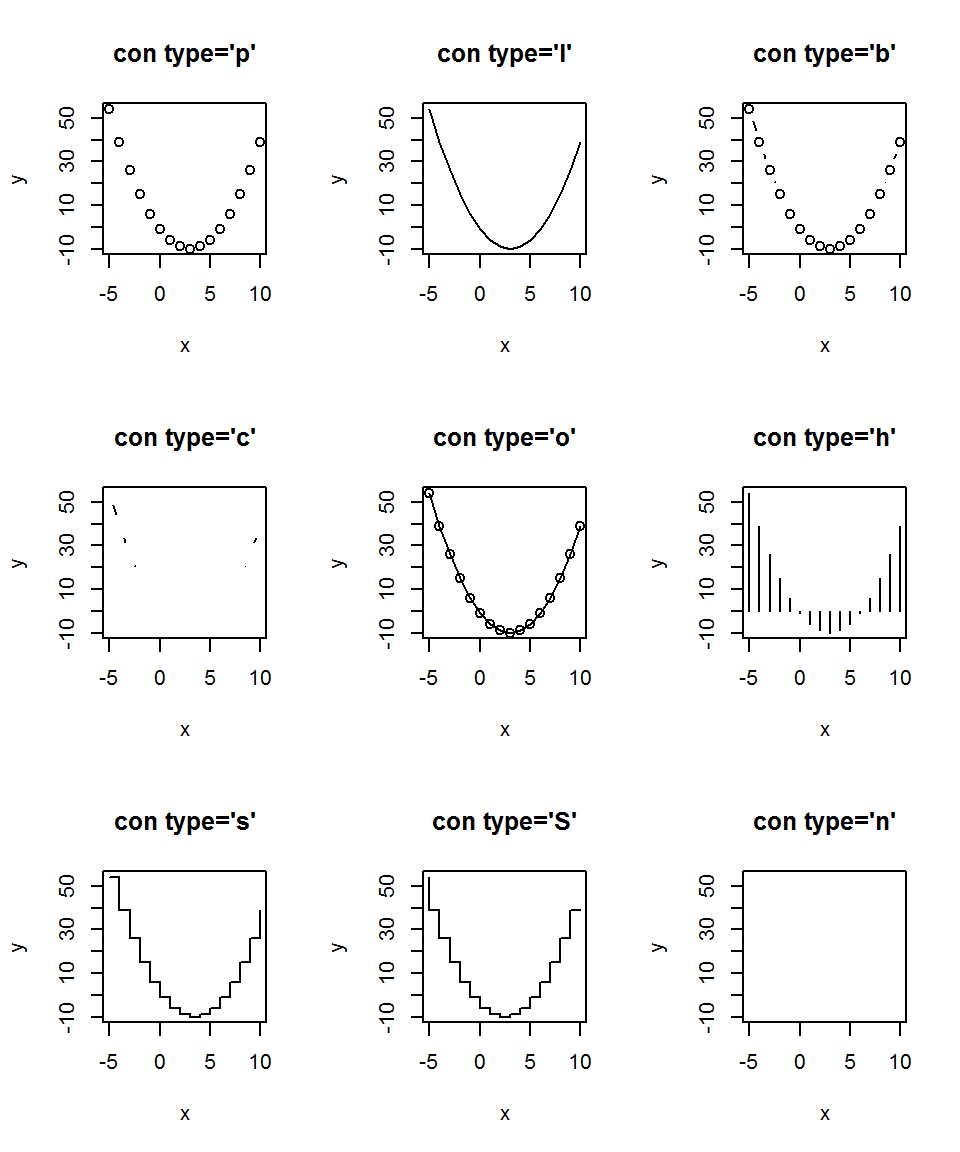 con type='p'
y
50
30
10
-10
-5 0 5 10
x
con type='l'
y
50
30
10
-10
-5 0 5 10
x
con type='b'
y
50
30
10
-10
-5 0 5 10
x
con type='c'
y
50
30
10
-10
-5 0 5 10
x
con type='o'
y
50
30
10
-10
-5 0 5 10
x
con type='h'
y
50
30
10
-10
-5 0 5 10
x
con type='s'
y
50
30
10
-10
-5 0 5 10
x
con type='S'
y
50
30
10
-10
-5 0 5 10
x
con type='n'
y
50
30
10
-10
-5 0 5 10
x